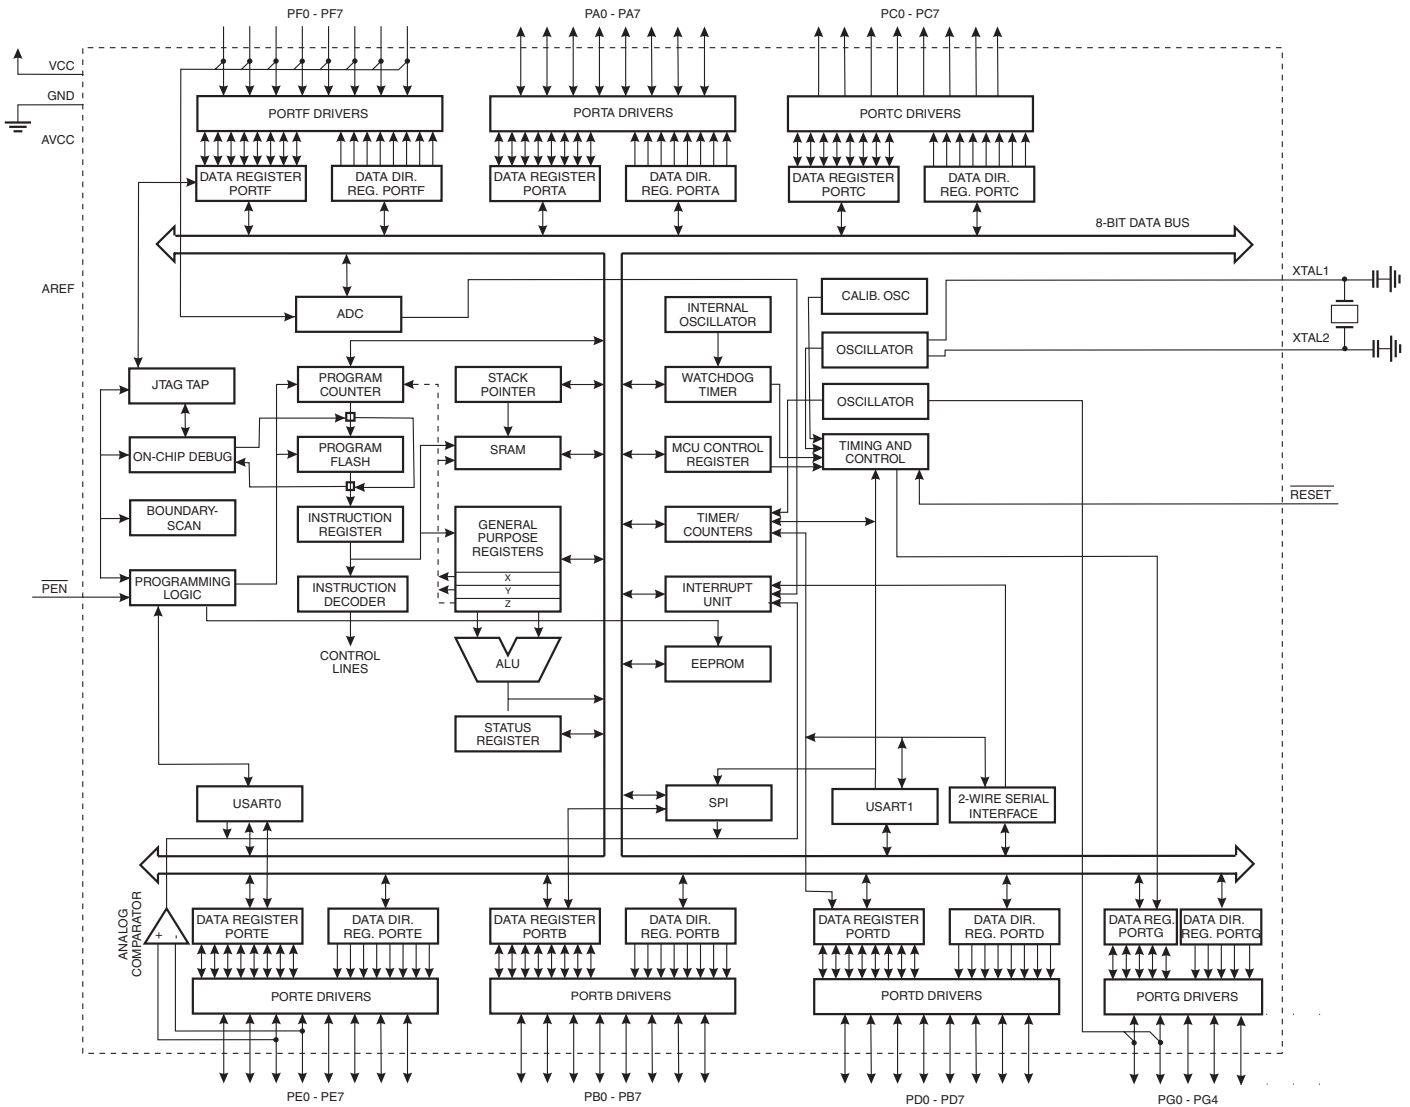 PF0 - PF7
PA0 - PA7
PC0 - PC7
VCC
GND
AVCC
PORTF DRIVERS
PORTA DRIVERS
PORTC DRIVERS
DATA REGISTER
PORTF
DATA DIR.
REG. PORTF
DATA REGISTER
PORTA
DATA DIR.
REG. PORTA
DATA REGISTER
PORTC
DATA DIR.
REG. PORTC
8-BIT DATA BUS
AREF
XTAL1
XTAL2
ADC
INTERNAL
OSCILLATOR
CALIB. OSC
OSCILLATOR
JTAG TAP
PROGRAM
COUNTER
STACK
POINTER
WATCHDOG
TIMER
OSCILLATOR
ON-CHIP DEBUG
PROGRAM
FLASH
SRAM
MCU CONTROL
REGISTER
TIMING AND
CONTROL
RESET
BOUNDARY-
SCAN
INSTRUCTION
REGISTER
GENERAL
PURPOSE
REGISTERS
X
Y
Z
TIMER/
COUNTERS
PEN
PROGRAMMING
LOGIC
INSTRUCTION
DECODER
INTERRUPT
UNIT
CONTROL
LINES
ALU
EEPROM
STATUS
REGISTER
USART0
SPI
USART1
2-WIRE SERIAL
INTERFACE
ANALOG
COMPARATOR
+
-
DATA REGISTER
PORTE
DATA DIR.
REG. PORTE
DATA REGISTER
PORTB
DATA DIR.
REG. PORTB
DATA REGISTER
PORTD
DATA DIR.
REG. PORTD
DATA REG.
PORTG
DATA DIR.
REG. PORTG
PORTE DRIVERS
PORTB DRIVERS
PORTD DRIVERS
PORTG DRIVERS
PE0 - PE7
PB0 - PB7
PD0 - PD7
PG0 - PG4